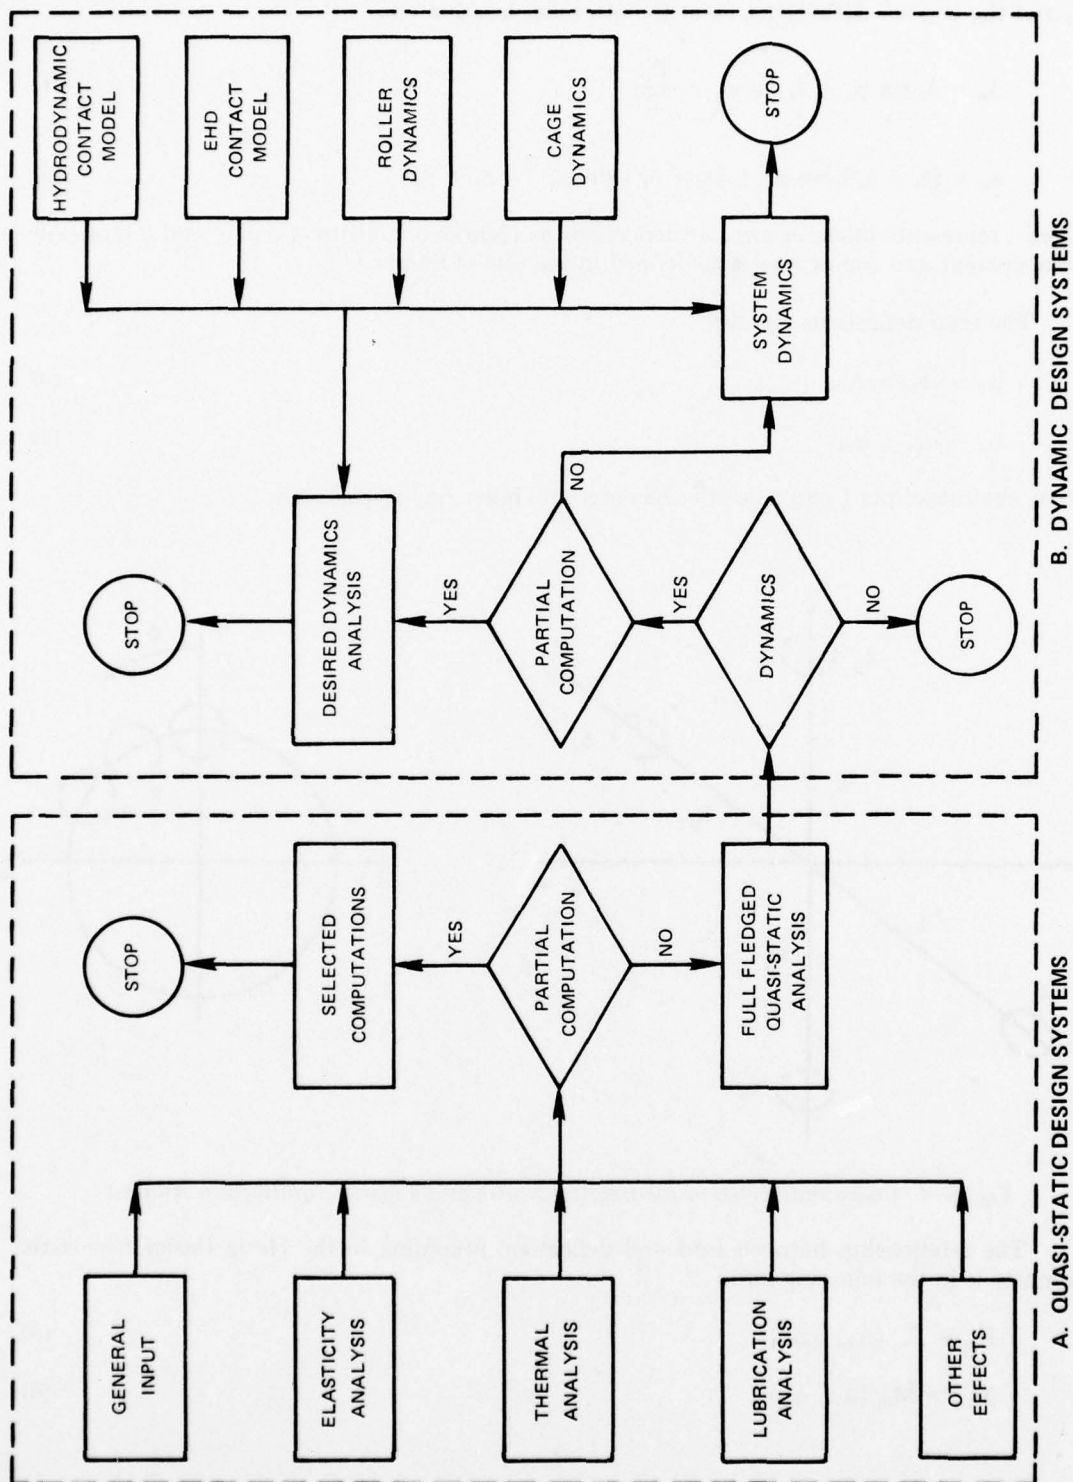 GENERAL
INPUT
ELASTICITY
ANALYSIS
THERMAL
ANALYSIS
LUBRICATION
ANALYSIS
OTHER
EFFECTS
STOP
SELECTED
COMPUTATIONS
YES
PARTIAL
COMPUTATION
NO
FULL FLEDGED
QUASI-STATIC
ANALYSIS
A. QUASI-STATIC DESIGN SYSTEMS
STOP
DESIRED DYNAMICS
ANALYSIS
YES
PARTIAL
COMPUTATION
NO
YES
DYNAMICS
NO
STOP
HYDRODYNAMIC
CONTACT
MODEL
EHD
CONTACT
MODEL
ROLLER
DYNAMICS
CAGE
DYNAMICS
SYSTEM
DYNAMICS
STOP
B. DYNAMIC DESIGN SYSTEMS